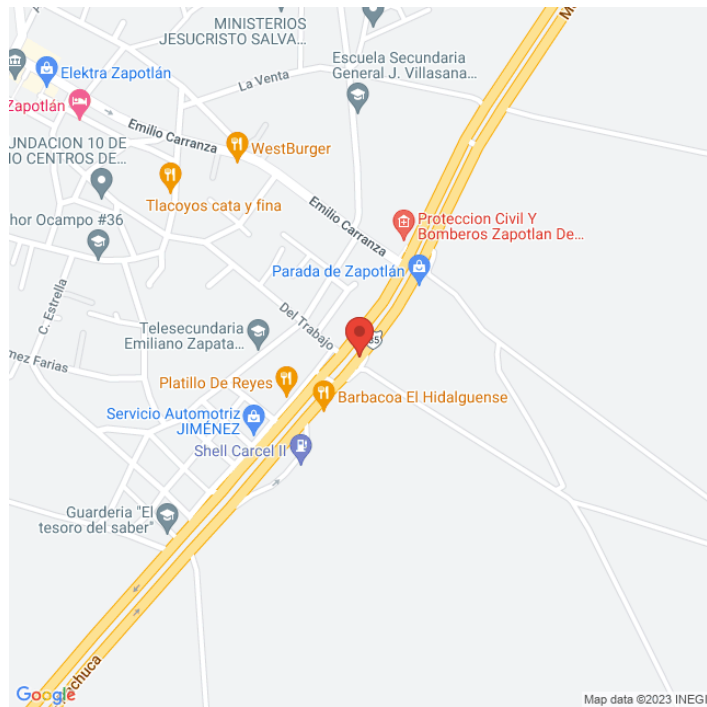 MINISTERIOS
JESUCRISTO SALVA...
Escuela Secundaria
General J. Villasana...
Elektra Zapotlán
La Venta
Zapotlán
Emilio Carranza
WestBurger
UNDACION 10 DE
IO CENTROS DE...
Tlacoyos cata y fina
Emilio Carranza
hor Ocampo #36
Proteccion Civil Y
Bomberos Zapotlan De...
Parada de Zapotlán
C. Estrella
Del Trabajo
Telesecundaria
Emiliano Zapata...
85
mez Farias
Platillo De Reyes
Barbacoa El Hidalguense
Servicio Automotriz
JIMÉNEZ
Shell Carcel II
Guarderia "El
tesoro del saber"
chuca
Google
Map data ©2023 INEGI